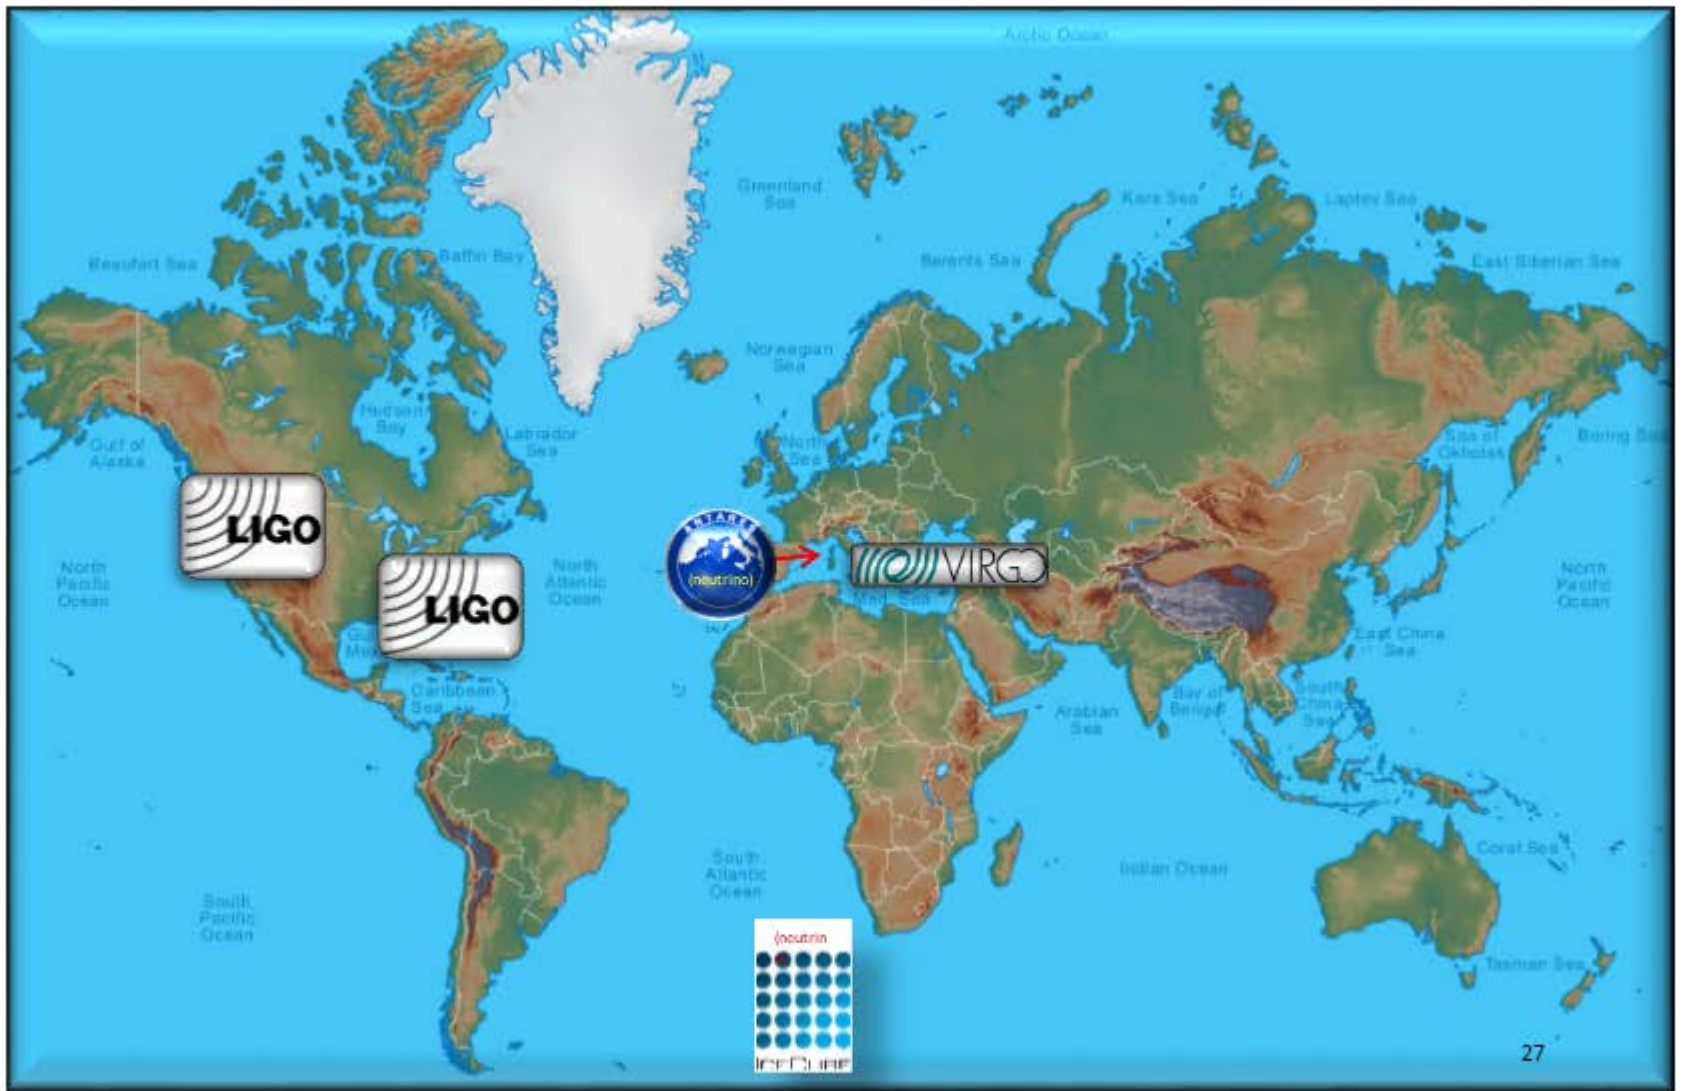 Arctic Ocean
Greenland
Sea
Kara Sea
Laptev Sea
Beaufort Sea
Baffin Bay
Barents Sea
East Siberian Sea
Norwegian
Sea
Hudson
Bay
Gulf of
Alaska
Labrador
Sea
North
Sea
Sea of
Okhotsk
Bering Sea
LIGO
ANTARES
(neutrino)
VIRGO
North
Pacific
Ocean
LIGO
North
Atlantic
Ocean
Med. Sea
North
Pacific
Ocean
East China
Sea
Caribbean
Sea
Arabian
Sea
Bay of
Bengal
South
China
Sea
South
Atlantic
Ocean
Indian Ocean
Coral Sea
South
Pacific
Ocean
(neutrin
Tasman Sea
ICECUBE
27